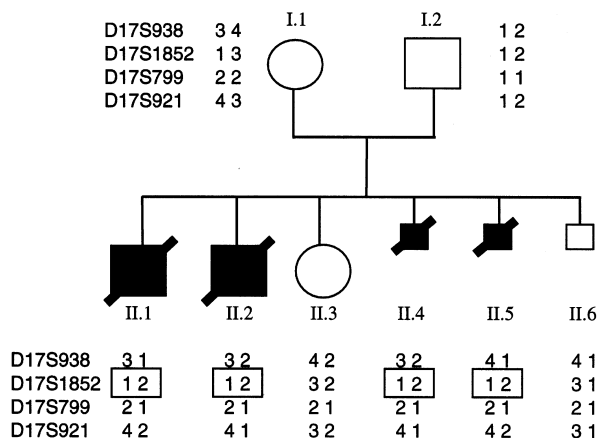 I.1 I.2
D17S938 3 4 1 2
D17S1852 1 3 1 2
D17S799 2 2 1 1
D17S921 4 3 1 2
II.1 II.2 II.3 II.4 II.5 II.6
D17S938 3 1 3 2 4 2 3 2 4 1 4 1
D17S1852 1 2 1 2 3 2 1 2 1 2 3 1
D17S799 2 1 2 1 2 1 2 1 2 1 2 1
D17S921 4 2 4 1 3 2 4 1 4 2 3 1